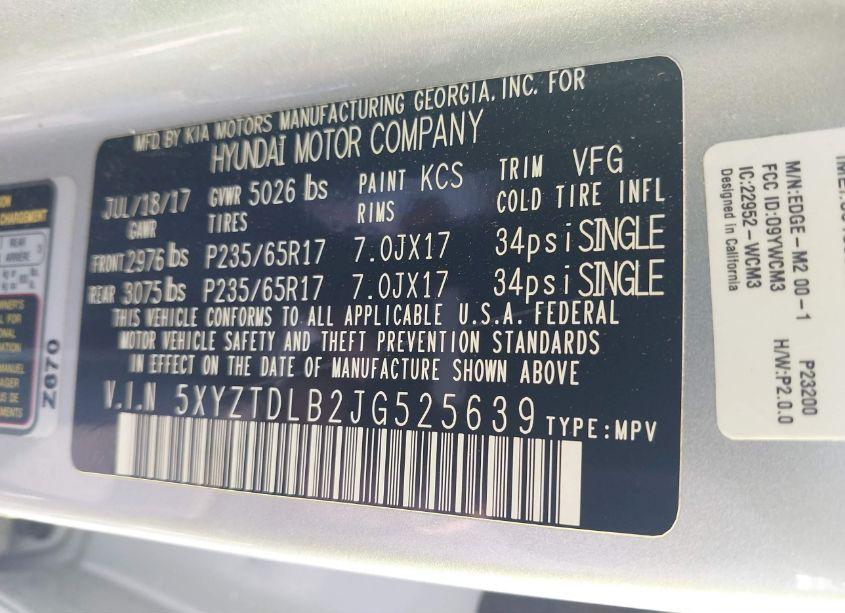 MFD BY KIA MOTORS MANUFACTURING GEORGIA, INC. FOR
HYUNDAI MOTOR COMPANY
JUL/18/17 GVWR 5026 lbs PAINT KCS TRIM VFG
GAWR TIRES RIMS COLD TIRE INFL
FRONT 2976 lbs P235/65R17 7.0JX17 34psi SINGLE
REAR 3075 lbs P235/65R17 7.0JX17 34psi SINGLE
THIS VEHICLE CONFORMS TO ALL APPLICABLE U.S.A. FEDERAL
MOTOR VEHICLE SAFETY AND THEFT PREVENTION STANDARDS
IN EFFECT ON THE DATE OF MANUFACTURE SHOWN ABOVE
V.I.N 5XYZTDLB2JG525639 TYPE:MPV
REAR
ARRIERE
Z670
M/N:EDGE-M2 00-1 P23200
FCC ID:09YWCM3 H/W:P2.0.0
IC:22952-WCM3
Designed in California